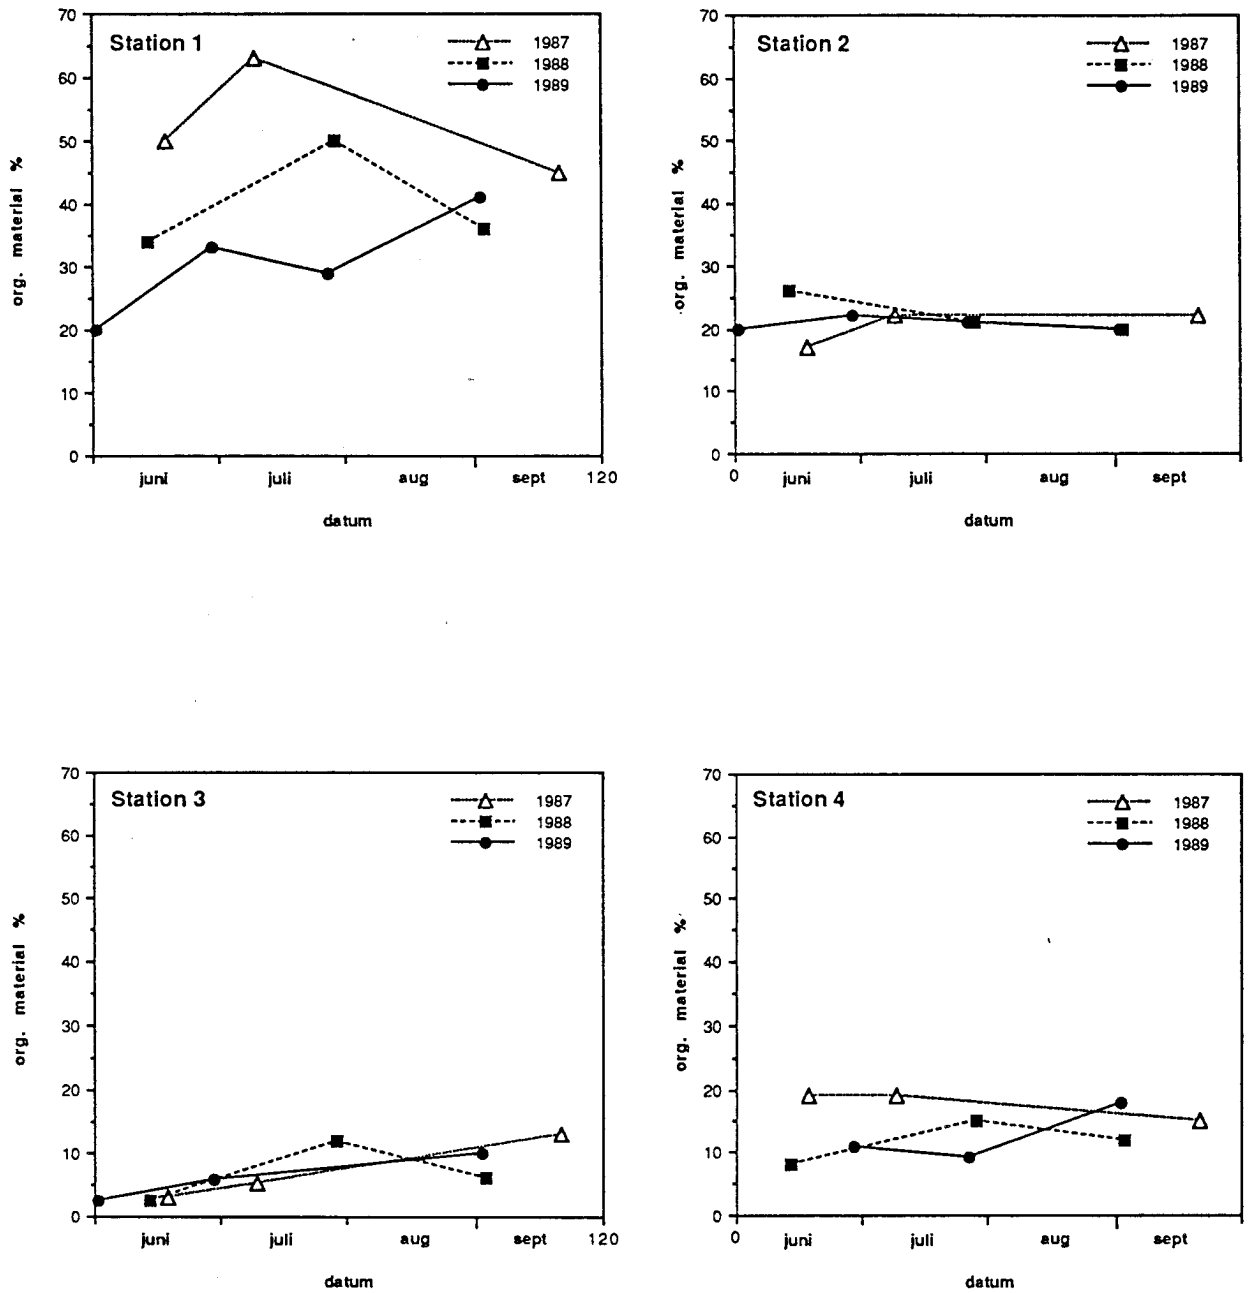 Station 1
1987
1988
1989
70
60
50
40
30
20
10
0
org. material %
juni juli aug sept 120
datum
Station 2
1987
1988
1989
70
60
50
40
30
20
10
0
org. material %
0 juni juli aug sept
datum
Station 3
1987
1988
1989
70
60
50
40
30
20
10
0
org. material %
juni juli aug sept 120
datum
Station 4
1987
1988
1989
70
60
50
40
30
20
10
0
org. material %
0 juni juli aug sept
datum